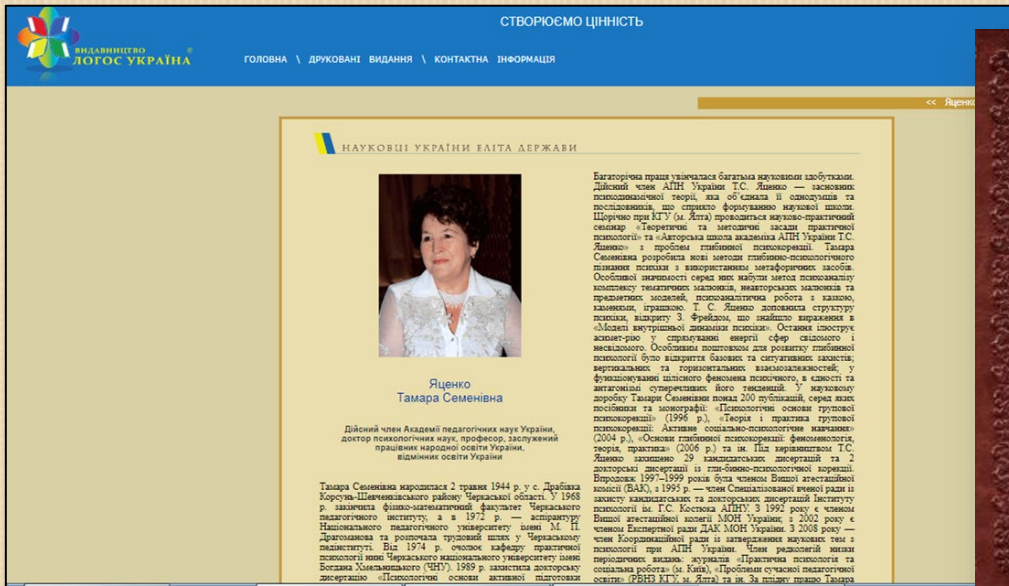 СТВОРЮЄМО ЦІННІСТЬ
ВИДАВНИЦТВО
ЛОГОС УКРАЇНА ®
ГОЛОВНА \ ДРУКОВАНІ ВИДАННЯ \ КОНТАКТНА ІНФОРМАЦІЯ
<< Яценко
НАУКОВЦІ УКРАЇНИ ЕЛІТА ДЕРЖАВИ
Яценко
Тамара Семенівна
Дійсний член Академії педагогічних наук України,
доктор психологічних наук, професор, заслужений
працівник народної освіти України,
відмінник освіти України
Тамара Семенівна народилася 2 травня 1944 р. у с. Драбівка
Корсунь-Шевченківського району Черкаської області. У 1968
р. закінчила фізико-математичний факультет Черкаського
педагогічного інституту, а в 1972 р. — аспірантуру
Національного педагогічного університету імені М. П.
Драгоманова та розпочала трудовий шлях у Черкаському
педінституті. Від 1974 р. очолює кафедру практичної
психології нині Черкаського національного університету імені
Богдана Хмельницького (ЧНУ). 1989 р. захистила докторську
дисертацію «Психологічні основи активної підготовки
Багаторічна праця увінчалася багатьма науковими здобутками.
Дійсний член АПН України Т.С. Яценко — засновник
психодинамічної теорії, яка об'єднала її однодумців та
послідовників, що сприяло формуванню наукової школи.
Щорічно при КГУ (м. Ялта) проводиться науково-практичний
семінар «Теоретичні та методичні засади практичної
психології» та «Авторська школа академіка АПН України Т.С.
Яценко» з проблем глибинної психокорекції. Тамара
Семенівна розробила нові методи глибинно-психологічного
пізнання психіки з використанням метафоричних засобів.
Особливої значимості серед них набули метод психоаналізу
комплексу тематичних малюнків, неавторських малюнків та
предметних моделей, психоаналітична робота з казкою,
каменями, іграшкою. Т. С. Яценко доповнила структуру
психіки, відкриту З. Фрейдом, що знайшло вираження в
«Моделі внутрішньої динаміки психіки». Остання ілюструє
асимет-рію у спрямуванні енергії сфер свідомого і
несвідомого. Особливим поштовхом для розвитку глибинної
психології було відкриття базових та ситуативних захистів;
вертикальних та горизонтальних взаємозалежностей; у
функціонуванні цілісного феномена психічного, в єдності та
антагонізмі суперечливих його тенденцій. У науковому
доробку Тамари Семенівни понад 200 публікацій, серед яких
посібники та монографії: «Психологічні основи групової
психокорекції» (1996 р.), «Теорія і практика групової
психокорекції: Активне соціально-психологічне навчання»
(2004 р.), «Основи глибинної психокорекції: феноменологія,
теорія, практика» (2006 р.) та ін. Під керівництвом Т.С.
Яценко захищено 29 кандидатських дисертацій та 2
докторські дисертації із гли-бинно-психологічної корекції.
Впродовж 1997–1999 років була членом Вищої атестаційної
комісії (ВАК), з 1995 р. — член Спеціалізованої вченої ради із
захисту кандидатських та докторських дисертацій Інституту
психології ім. Г.С. Костюка АПНУ. З 1992 року є членом
Вищої атестаційної колегії МОН України; з 2002 року є
членом Експертної ради ДАК МОН України. З 2008 року —
член Координаційної ради із затвердження наукових тем з
психології при АПН України. Член редколегій низки
періодичних видань: журналів «Практична психологія та
соціальна робота» (м. Київ), «Проблеми сучасної педагогічної
освіти» (РВНЗ КГУ, м. Ялта) та ін. За плідну працю Тамара